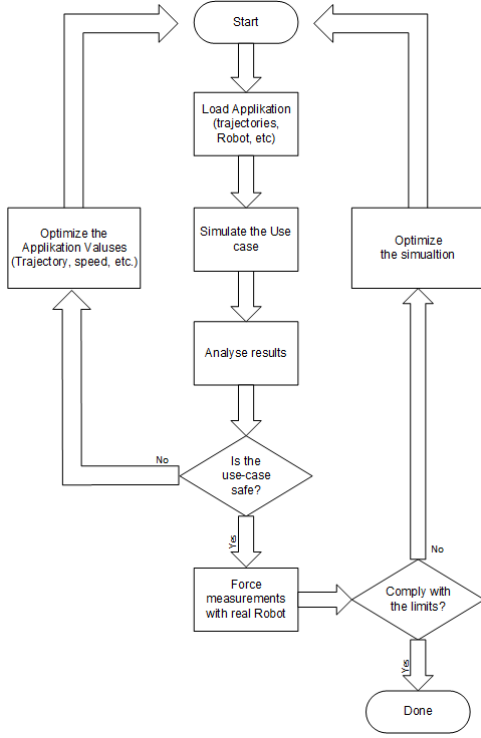 Start
Load Applikation
(trajectories,
Robot, etc)
Optimize the
Applikation Valuses
(Trajectory, speed, etc.)
Simulate the Use
case
Optimize
the simualtion
Analyse results
No
Is the
use-case
safe?
Yes
No
Force
measurements
with real Robot
Comply with
the limits?
Yes
Done